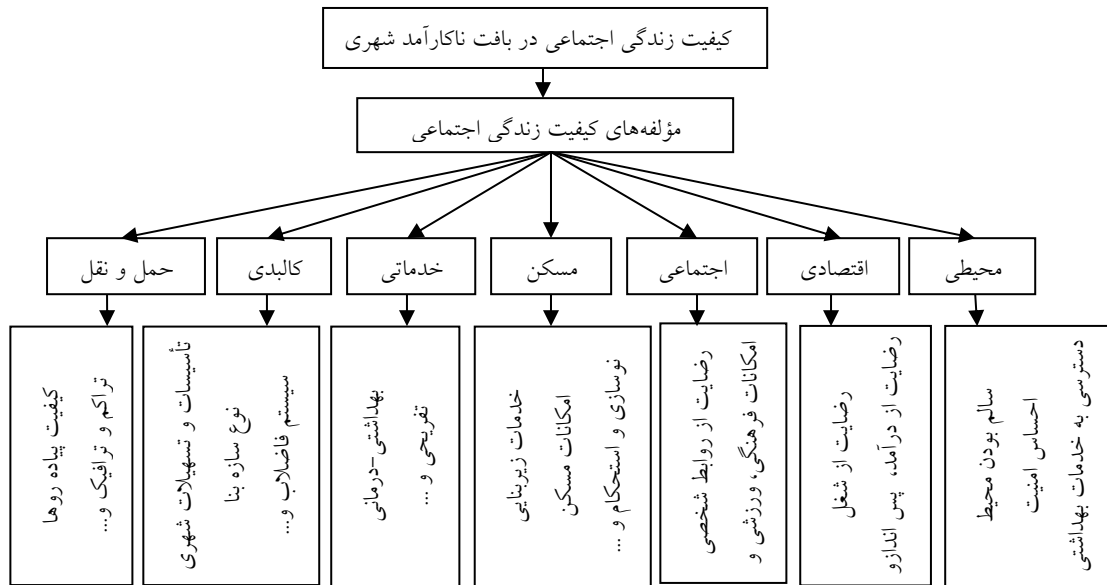 کیفیت زندگی اجتماعی در بافت ناکارآمد شهری
مؤلفه‌های کیفیت زندگی اجتماعی
محیطی
اقتصادی
اجتماعی
مسکن
خدماتی
کالبدی
حمل و نقل
سالم بودن محیط
احساس امنیت
دسترسی به خدمات بهداشتی
رضایت از شغل
رضایت از درآمد، پس اندازو
رضایت از روابط شخصی
امکانات فرهنگی، ورزشی و
خدمات زیربنایی
امکانات مسکن
نوسازی و استحکام و ...
بهداشتی-درمانی
تفریحی و ...
تأسیسات و تسهیلات شهری
نوع سازه بنا
سیستم فاضلاب و...
کیفیت پیاده روها
تراکم و ترافیک و...